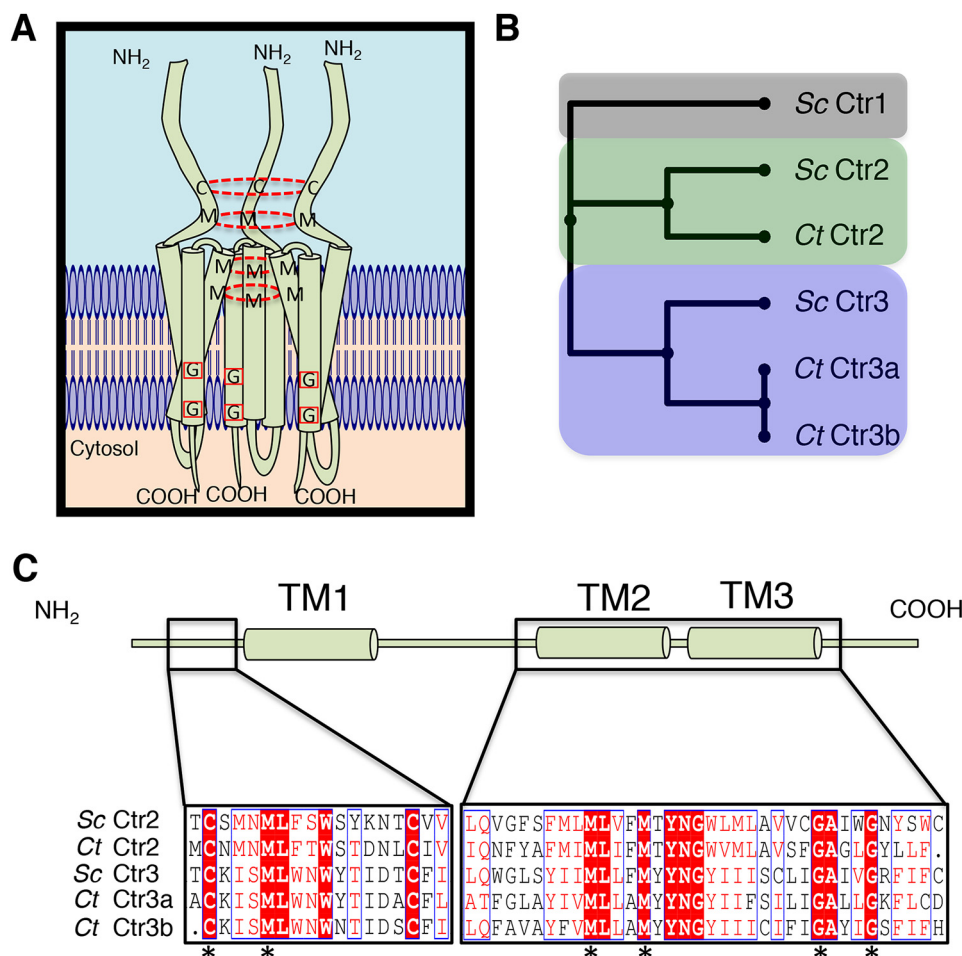 A
NH2
NH2
NH2
C C C
M M M
M M M
M M M
G G G
G G G
Cytosol
COOH COOH COOH
B
Sc Ctr1
Sc Ctr2
Ct Ctr2
Sc Ctr3
Ct Ctr3a
Ct Ctr3b
C
NH2 TM1 TM2 TM3 COOH
Sc Ctr2 TCSMNMLFSWSYKNTCVV LQVGFSFMLMLVFMTYNGWLMLAVVCGAIWGNYSWC
Ct Ctr2 MCNMNMLFTWSTDNLCIV IQNFYAFMIMLIFMTYNGWVMLAVSFGAGLGYLLF.
Sc Ctr3 TCKISMLWNWYTIDTCFI LQWGLSYIIMLLFMYYNGYIIISCLIGAIVGRFIFC
Ct Ctr3a ACKISMLWNWYTIDACFL ATFGLAYIVMLLAMYYNGYIIFSILIGALLGKFLCD
Ct Ctr3b .CKISMLWNWNTIDSCFI LQFAVAYFVMLLAMYYNGYIIICIFIGAYIGSFIFH
* * * * * *